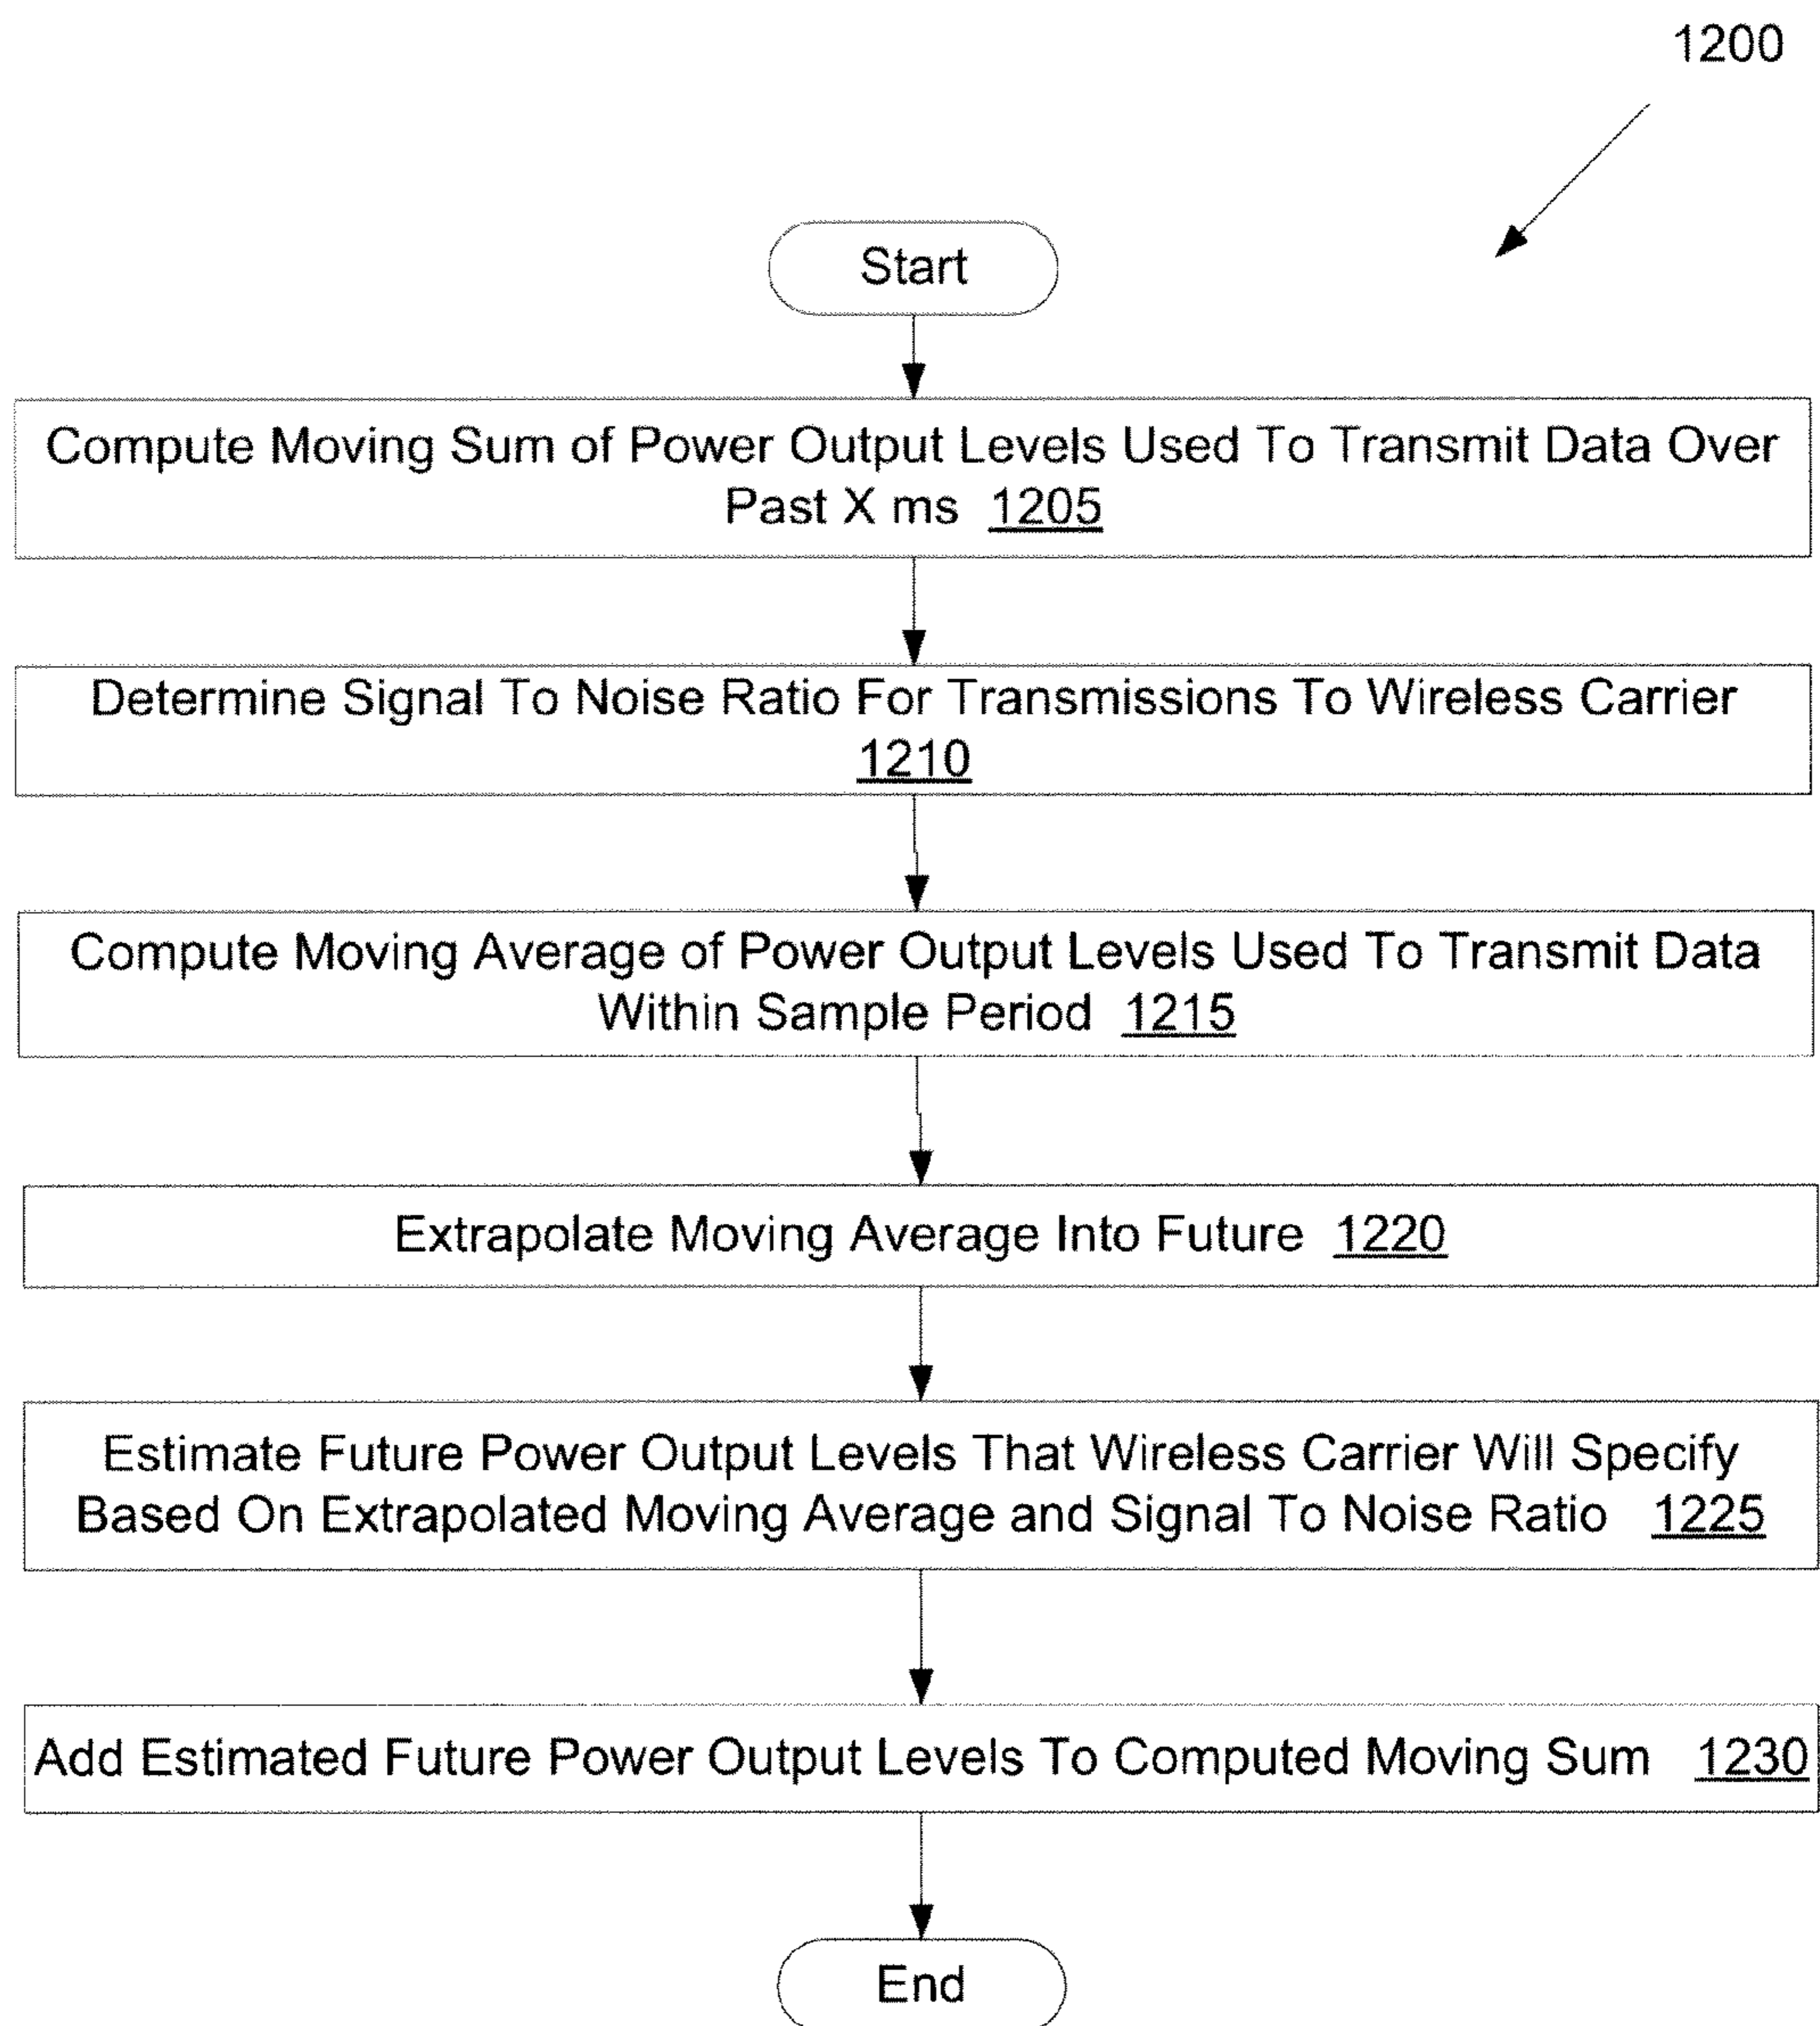 1200
Start
Compute Moving Sum of Power Output Levels Used To Transmit Data Over
Past X ms 1205
Determine Signal To Noise Ratio For Transmissions To Wireless Carrier
1210
Compute Moving Average of Power Output Levels Used To Transmit Data
Within Sample Period 1215
Extrapolate Moving Average Into Future 1220
Estimate Future Power Output Levels That Wireless Carrier Will Specify
Based On Extrapolated Moving Average and Signal To Noise Ratio 1225
Add Estimated Future Power Output Levels To Computed Moving Sum 1230
End